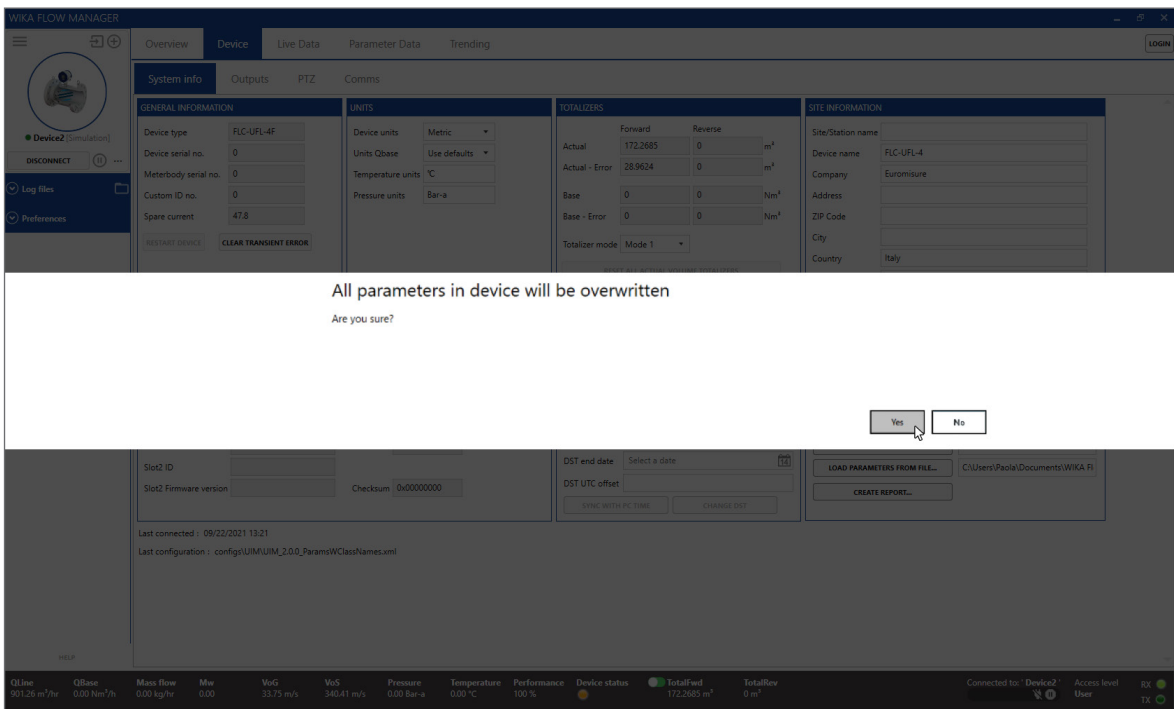 WIKA FLOW MANAGER
Overview Device Live Data Parameter Data Trending
LOGIN
System info Outputs PTZ Comms
Device2 [Simulation]
DISCONNECT ...
Log files
Preferences
HELP
GENERAL INFORMATION
Device type FLC-UFL-4F
Device serial no. 0
Meterbody serial no. 0
Custom ID no. 0
Spare current 47.8
RESTART DEVICE CLEAR TRANSIENT ERROR
UNITS
Device units Metric
Units Qbase Use defaults
Temperature units °C
Pressure units Bar-a
TOTALIZERS
Forward Reverse
Actual 172.2685 0 m³
Actual - Error 28.9624 0 m³
Base 0 0 Nm³
Base - Error 0 0 Nm³
Totalizer mode Mode 1
RESET ALL ACTUAL VOLUME TOTALIZERS
SITE INFORMATION
Site/Station name
Device name FLC-UFL-4
Company Euromisure
Address
ZIP Code
City
Country Italy
All parameters in device will be overwritten
Are you sure?
Yes No
Slot2 ID
Slot2 Firmware version Checksum 0x00000000
DST end date Select a date 14
DST UTC offset
SYNC WITH PC TIME CHANGE DST
LOAD PARAMETERS FROM FILE... C:\Users\Paola\Documents\WIKA Fl
CREATE REPORT...
Last connected : 09/22/2021 13:21
Last configuration : configs\UIM\UIM_2.0.0_ParamsWClassNames.xml
QLine QBase Mass flow Mw VoG VoS Pressure Temperature Performance Device status TotalFwd TotalRev Connected to: ' Device2 ' Access level RX
901.26 m³/hr 0.00 Nm³/h 0.00 kg/hr 0.00 33.75 m/s 340.41 m/s 0.00 Bar-a 0.00 °C 100 % 172.2685 m³ 0 m³ User TX